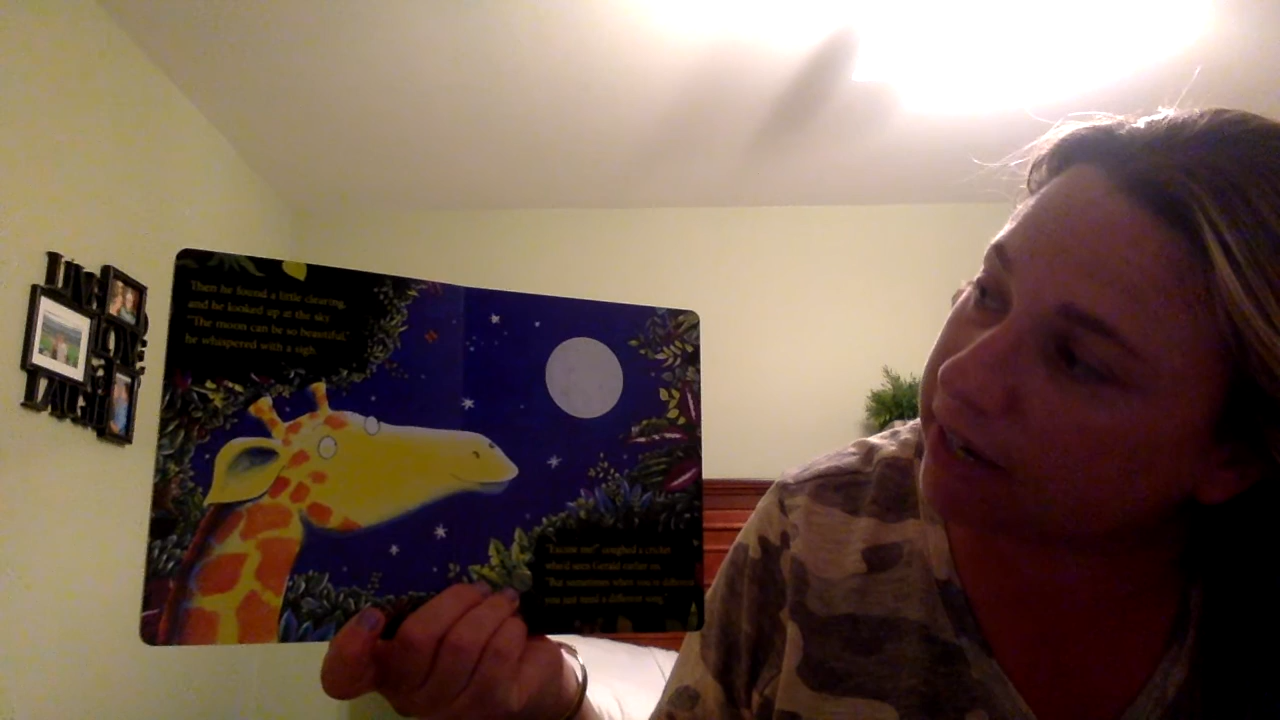 LIVE
LOVE
LAUGH
Then he found a little clearing,
and he looked up at the sky.
"The moon can be so beautiful,"
he whispered with a sigh.
"Excuse me!" coughed a cricket
who'd seen Gerald earlier on.
"But sometimes when you're different
you just need a different song."